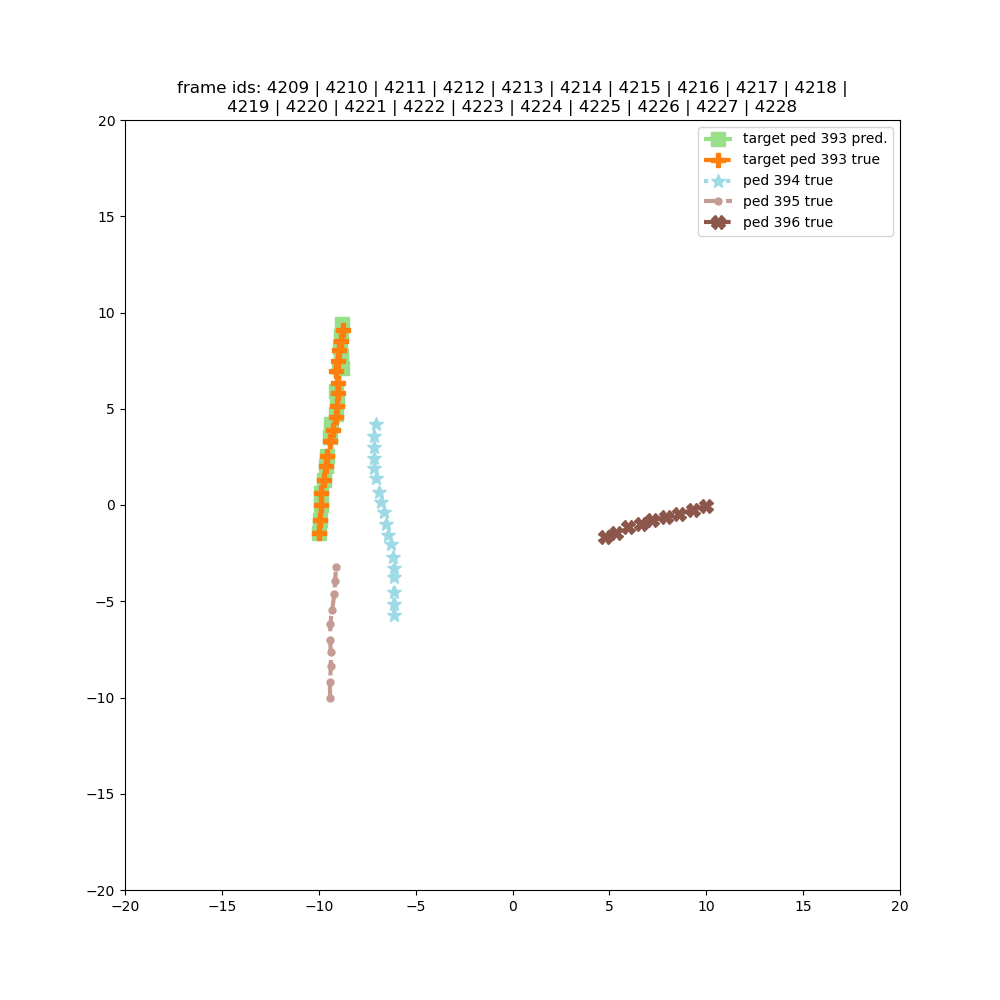 frame ids: 4209 | 4210 | 4211 | 4212 | 4213 | 4214 | 4215 | 4216 | 4217 | 4218 |
4219 | 4220 | 4221 | 4222 | 4223 | 4224 | 4225 | 4226 | 4227 | 4228
target ped 393 pred.
target ped 393 true
ped 394 true
ped 395 true
ped 396 true
20
15
10
5
0
−5
−10
−15
−20
−20 −15 −10 −5 0 5 10 15 20